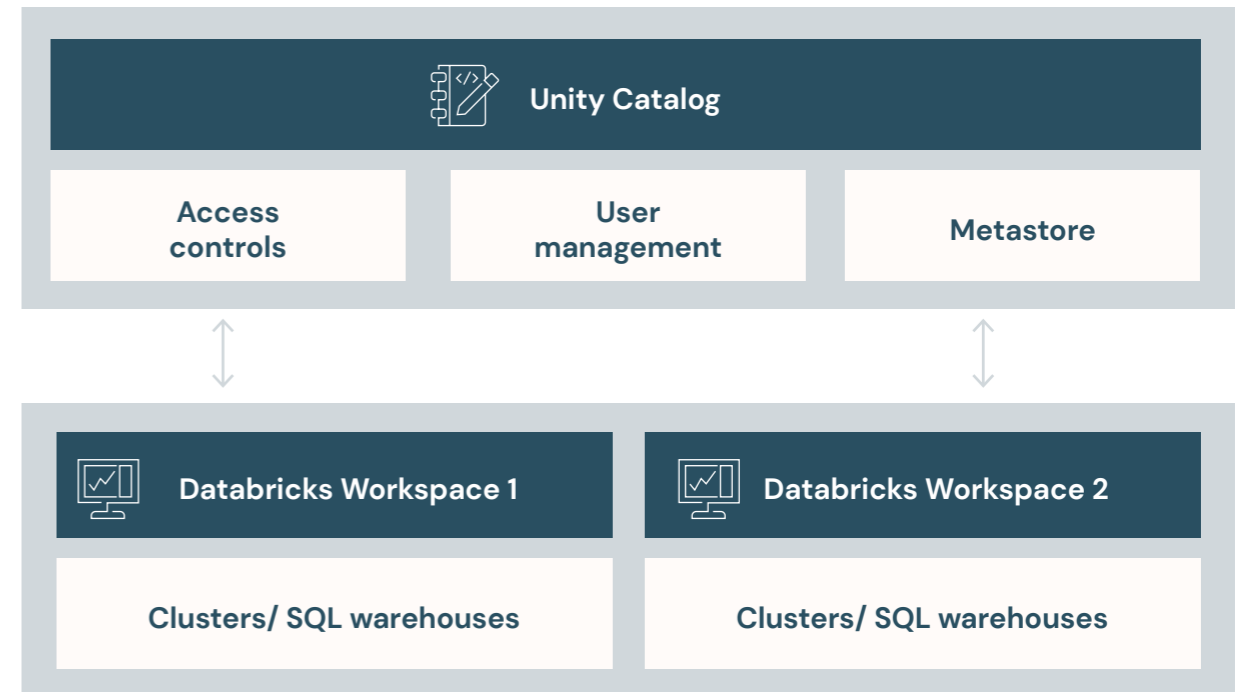 Unity Catalog
Access
controls
User
management
Metastore
Databricks Workspace 1
Databricks Workspace 2
Clusters/ SQL warehouses
Clusters/ SQL warehouses